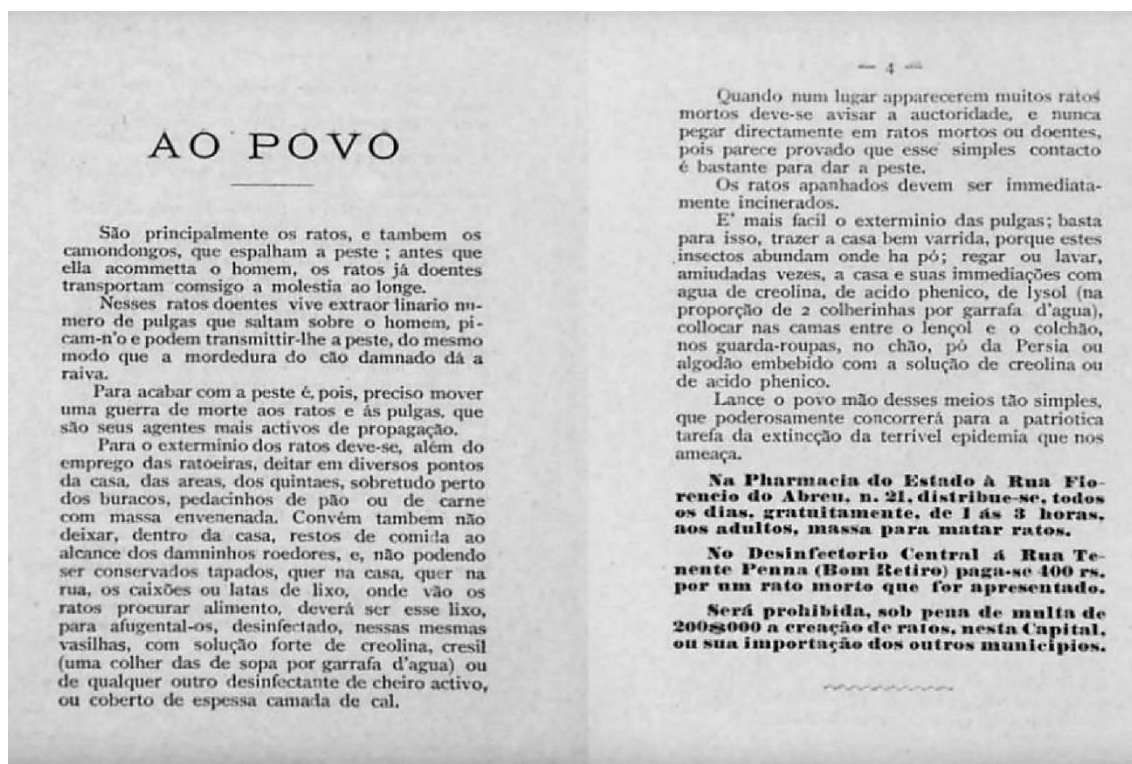 AO POVO
São principalmente os ratos, e tambem os
camondongos, que espalham a peste ; antes que
ella acommetta o homem, os ratos já doentes
transportam comsigo a molestia ao longe.
Nesses ratos doentes vive extraor linario nu-
mero de pulgas que saltam sobre o homem, pi-
cam-n'o e podem transmittir-lhe a peste, do mesmo
modo que a mordedura do cão damnado dá a
raiva.
Para acabar com a peste é, pois, preciso mover
uma guerra de morte aos ratos e ás pulgas, que
são seus agentes mais activos de propagação.
Para o exterminio dos ratos deve-se, além do
emprego das ratoeiras, deitar em diversos pontos
da casa, das areas, dos quintaes, sobretudo perto
dos buracos, pedacinhos de pão ou de carne
com massa envenenada. Convém tambem não
deixar, dentro da casa, restos de comida ao
alcance dos damninhos roedores, e, não podendo
ser conservados tapados, quer na casa, quer na
rua, os caixões ou latas de lixo, onde vão os
ratos procurar alimento, deverá ser esse lixo,
para afugental-os, desinfectado, nessas mesmas
vasilhas, com solução forte de creolina, cresil
(uma colher das de sopa por garrafa d'agua) ou
de qualquer outro desinfectante de cheiro activo,
ou coberto de espessa camada de cal.
— 4 —
Quando num lugar apparecerem muitos ratos
mortos deve-se avisar a auctoridade, e nunca
pegar directamente em ratos mortos ou doentes,
pois parece provado que esse simples contacto
é bastante para dar a peste.
Os ratos apanhados devem ser immediata-
mente incinerados.
E' mais facil o exterminio das pulgas; basta
para isso, trazer a casa bem varrida, porque estes
insectos abundam onde ha pó; regar ou lavar,
amiudadas vezes, a casa e suas immediações com
agua de creolina, de acido phenico, de lysol (na
proporção de 2 colherinhas por garrafa d'agua),
collocar nas camas entre o lençol e o colchão,
nos guarda-roupas, no chão, pó da Persia ou
algodão embebido com a solução de creolina ou
de acido phenico.
Lance o povo mão desses meios tão simples,
que poderosamente concorrerá para a patriotica
tarefa da extincção da terrivel epidemia que nos
ameaça.
Na Pharmacia do Estado à Rua Flo-
rencio do Abreu, n. 21, distribue-se, todos
os dias, gratuitamente, de 1 ás 3 horas,
aos adultos, massa para matar ratos.
No Desinfectorio Central á Rua Te-
nente Penna (Bom Retiro) paga-se 400 rs.
por um rato morto que for apresentado.
Será prohibida, sob pena de multa de
200$000 a creação de ratos, nesta Capital,
ou sua importação dos outros municipios.